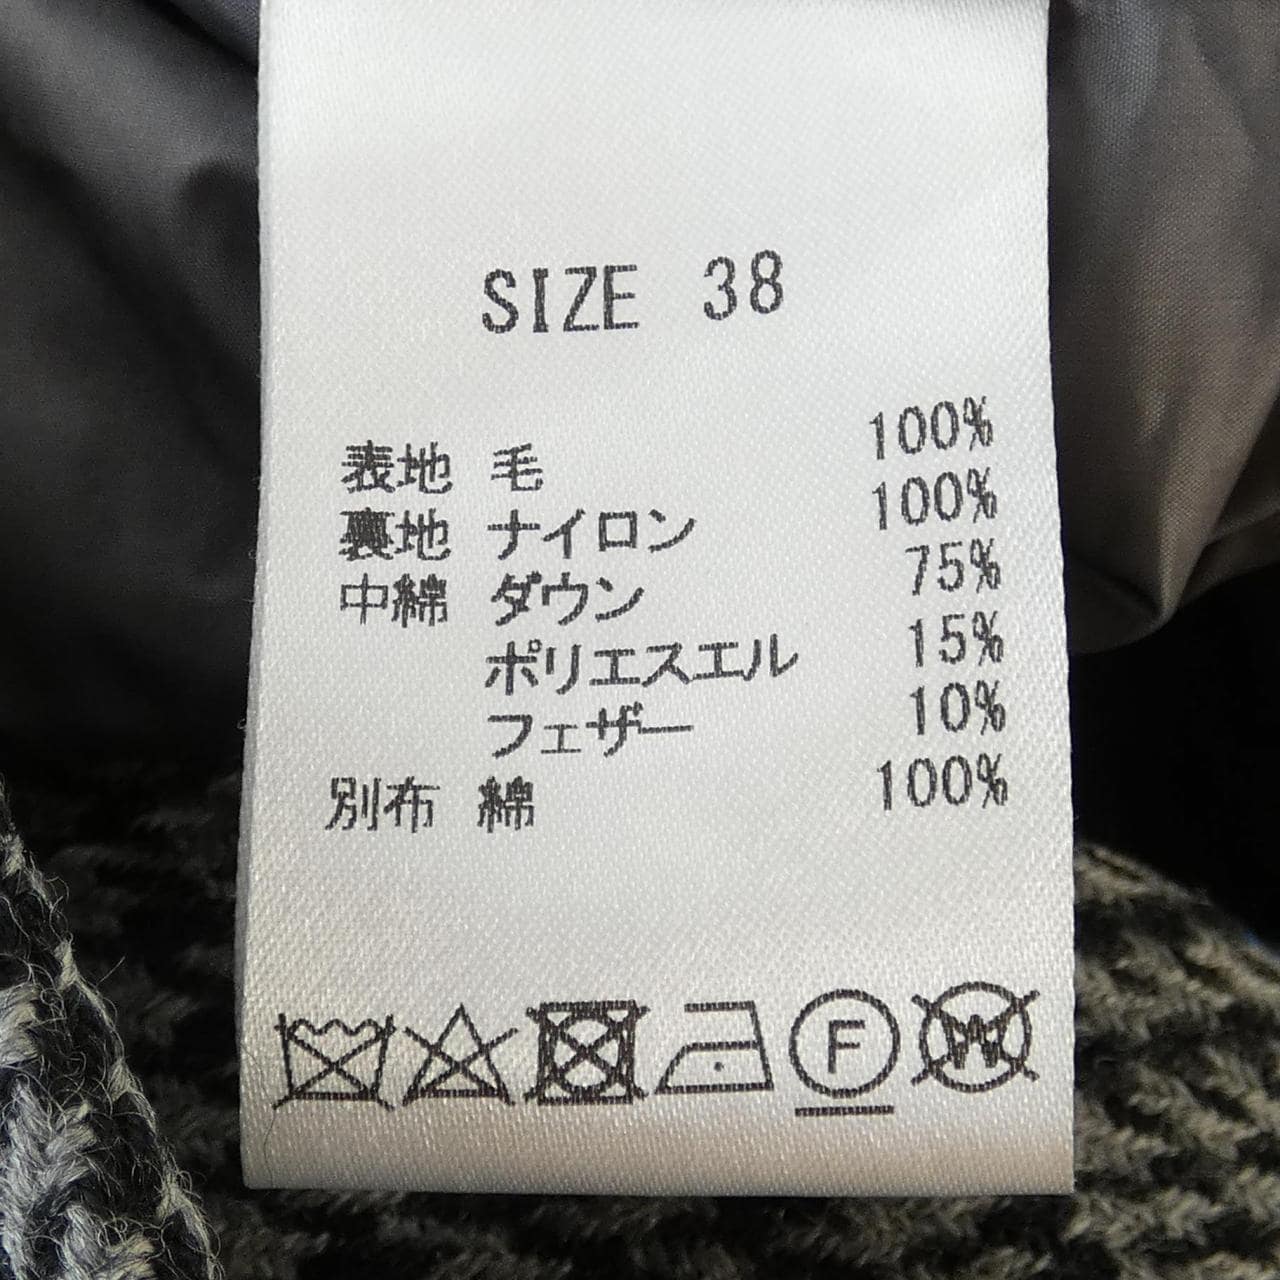 SIZE 38
表地 毛 100%
裏地 ナイロン 100%
中綿 ダウン 75%
ポリエステル 15%
フェザー 10%
別布 綿 100%
F W